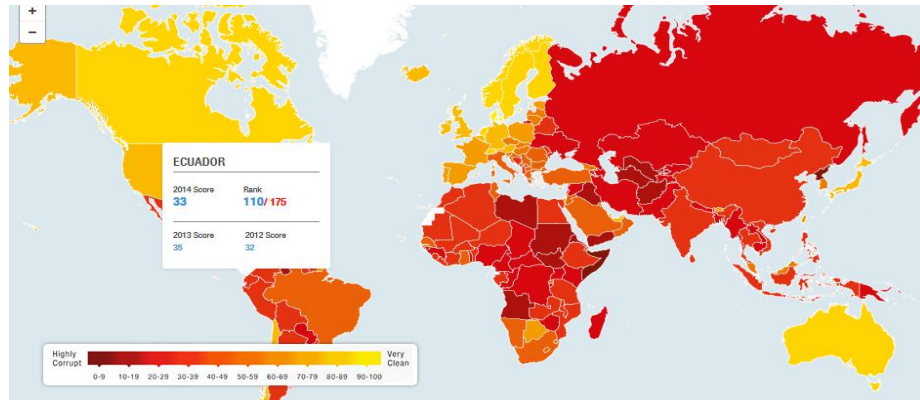 +
−
ECUADOR
2014 Score Rank
33 110/ 175
2013 Score 2012 Score
35 32
Highly Corrupt
0-9 10-19 20-29 30-39 40-49 50-59 60-69 70-79 80-89 90-100
Very Clean